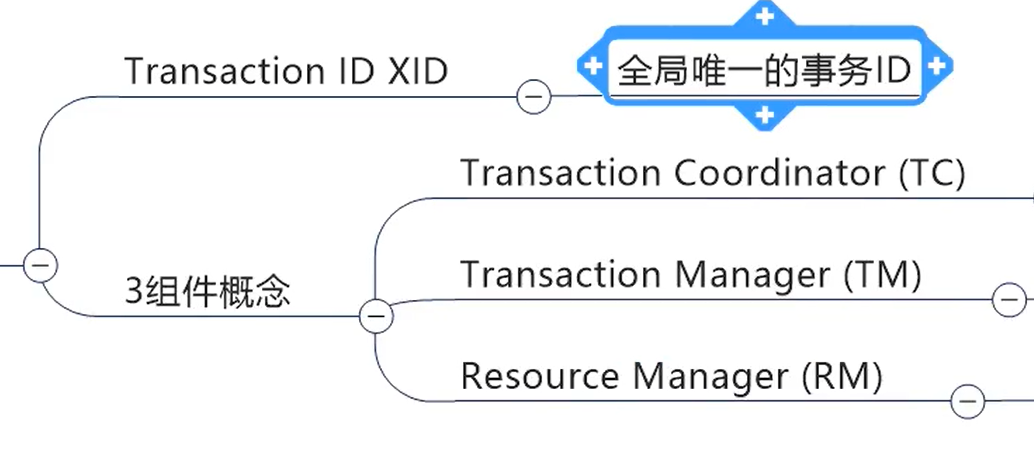 Transaction ID XID
全局唯一的事务ID
Transaction Coordinator (TC)
3组件概念
Transaction Manager (TM)
Resource Manager (RM)